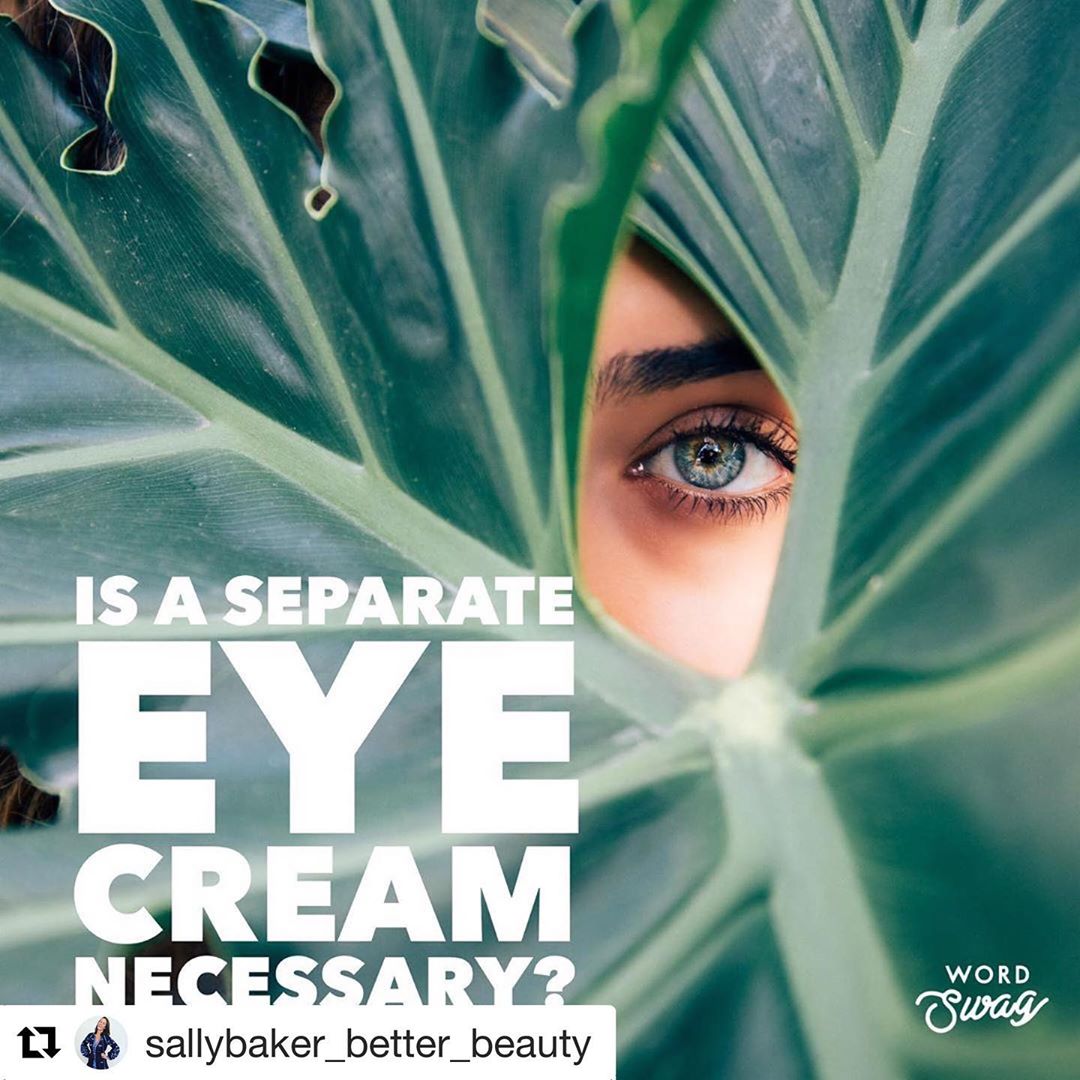 IS A SEPARATE
EYE
CREAM
NECESSARY?
WORD
Swag
sallybaker_better_beauty